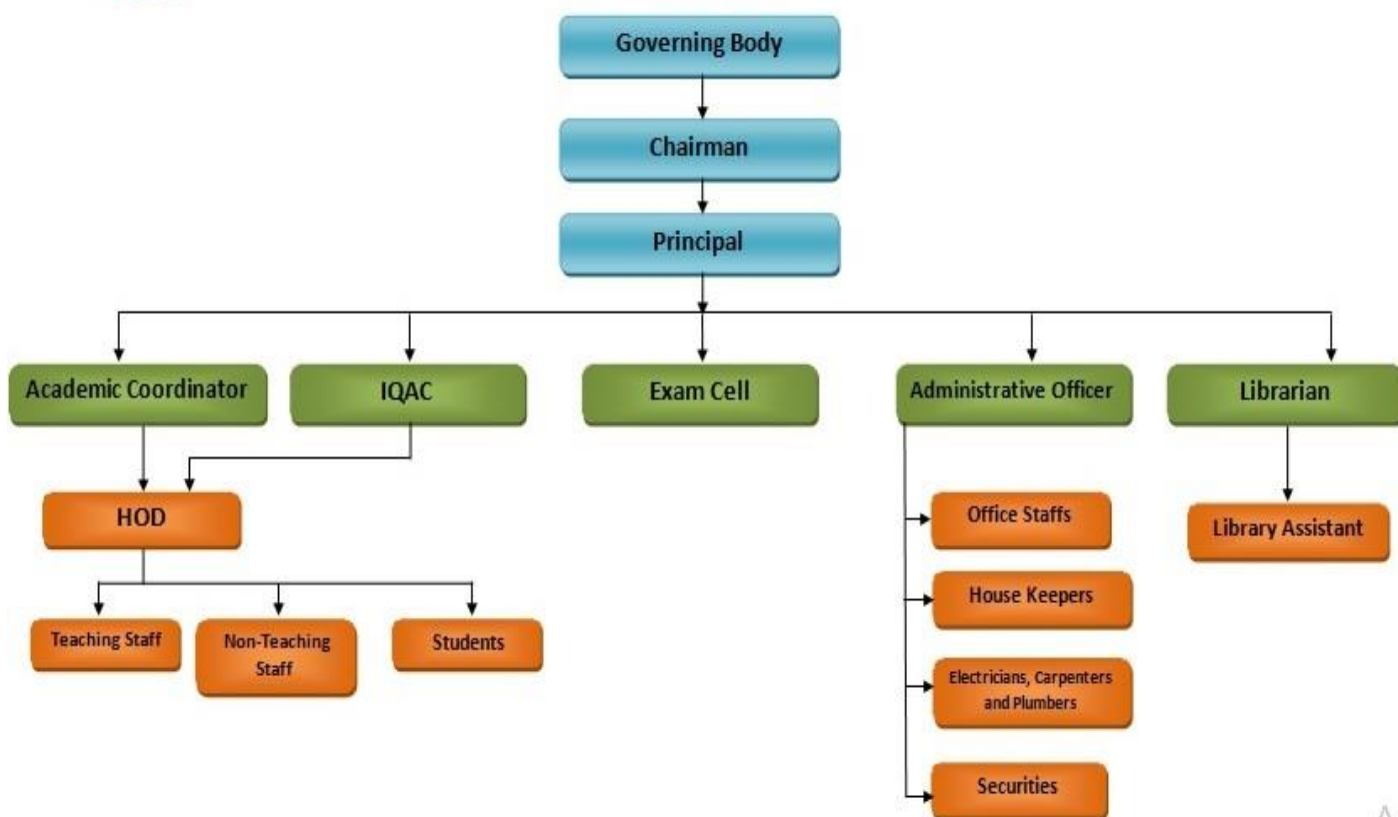 Governing Body
Chairman
Principal
Academic Coordinator
IQAC
Exam Cell
Administrative Officer
Librarian
HOD
Office Staffs
Library Assistant
House Keepers
Teaching Staff
Non-Teaching
Staff
Students
Electricians, Carpenters
and Plumbers
Securities